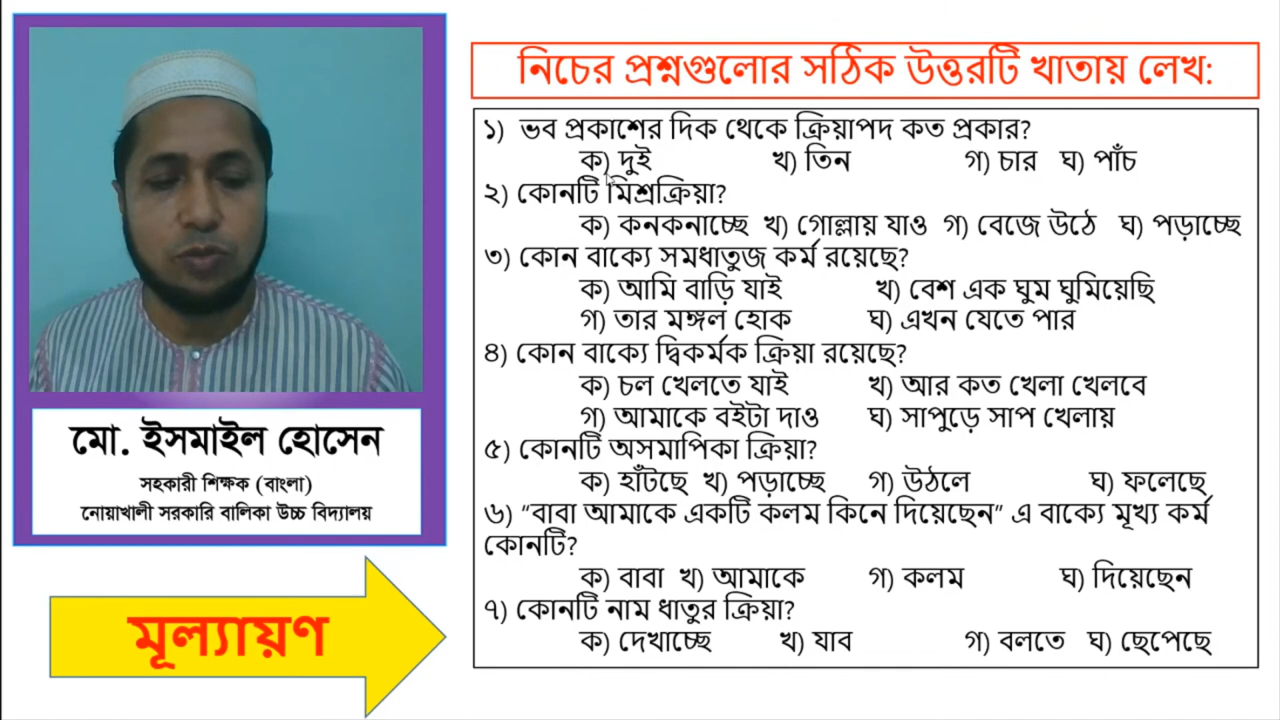 নিচের প্রশ্নগুলোর সঠিক উত্তরটি খাতায় লেখ:
১) ভব প্রকাশের দিক থেকে ক্রিয়াপদ কত প্রকার?
ক) দুই খ) তিন গ) চার ঘ) পাঁচ
২) কোনটি মিশ্রক্রিয়া?
ক) কনকনাচ্ছে খ) গোল্লায় যাও গ) বেজে উঠে ঘ) পড়াচ্ছে
৩) কোন বাক্যে সমধাতুজ কর্ম রয়েছে?
ক) আমি বাড়ি যাই খ) বেশ এক ঘুম ঘুমিয়েছি
গ) তার মঙ্গল হোক ঘ) এখন যেতে পার
৪) কোন বাক্যে দ্বিকর্মক ক্রিয়া রয়েছে?
ক) চল খেলতে যাই খ) আর কত খেলা খেলবে
গ) আমাকে বইটা দাও ঘ) সাপুড়ে সাপ খেলায়
৫) কোনটি অসমাপিকা ক্রিয়া?
ক) হাঁটছে খ) পড়াচ্ছে গ) উঠলে ঘ) ফলেছে
৬) “বাবা আমাকে একটি কলম কিনে দিয়েছেন” এ বাক্যে মূখ্য কর্ম
কোনটি?
ক) বাবা খ) আমাকে গ) কলম ঘ) দিয়েছেন
৭) কোনটি নাম ধাতুর ক্রিয়া?
ক) দেখাচ্ছে খ) যাব গ) বলতে ঘ) ছেপেছে
মো. ইসমাইল হোসেন
সহকারী শিক্ষক (বাংলা)
নোয়াখালী সরকারি বালিকা উচ্চ বিদ্যালয়
মূল্যায়ণ